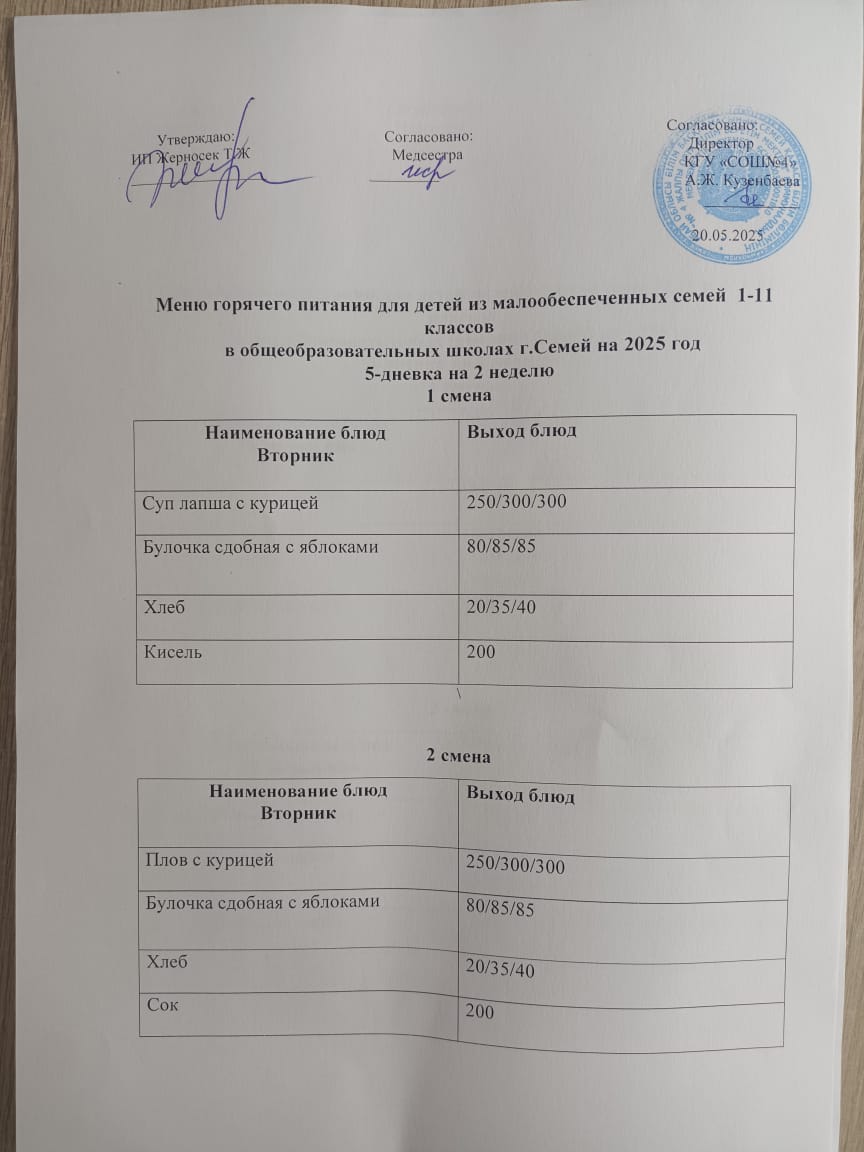 Утверждаю:
ИП Жерносек Т Ж
Согласовано:
Медсестра
Согласовано:
Директор
КГУ «СОШ№4»
А.Ж. Кузенбаева
20.05.2025
Меню горячего питания для детей из малообеспеченных семей 1-11
классов
в общеобразовательных школах г.Семей на 2025 год
5-дневка на 2 неделю
1 смена
Наименование блюд Выход блюд
Вторник
Суп лапша с курицей 250/300/300
Булочка сдобная с яблоками 80/85/85
Хлеб 20/35/40
Кисель 200
\
2 смена
Наименование блюд Выход блюд
Вторник
Плов с курицей 250/300/300
Булочка сдобная с яблоками 80/85/85
Хлеб 20/35/40
Сок 200